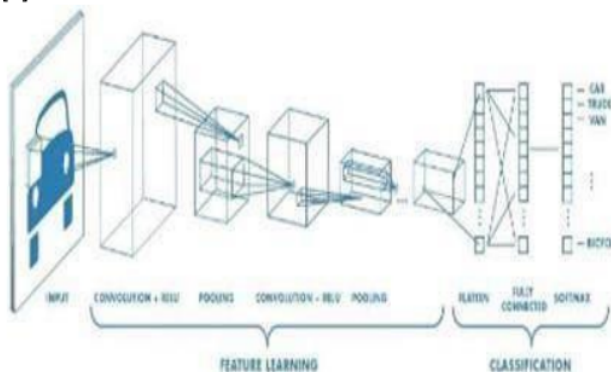 CAR
TRUCK
VAN
INPUT
CONVOLUTION + RELU
POOLING
CONVOLUTION + RELU
POOLING
FLATTEN
FULLY
CONNECTED
SOFTMAX
FEATURE LEARNING
CLASSIFICATION